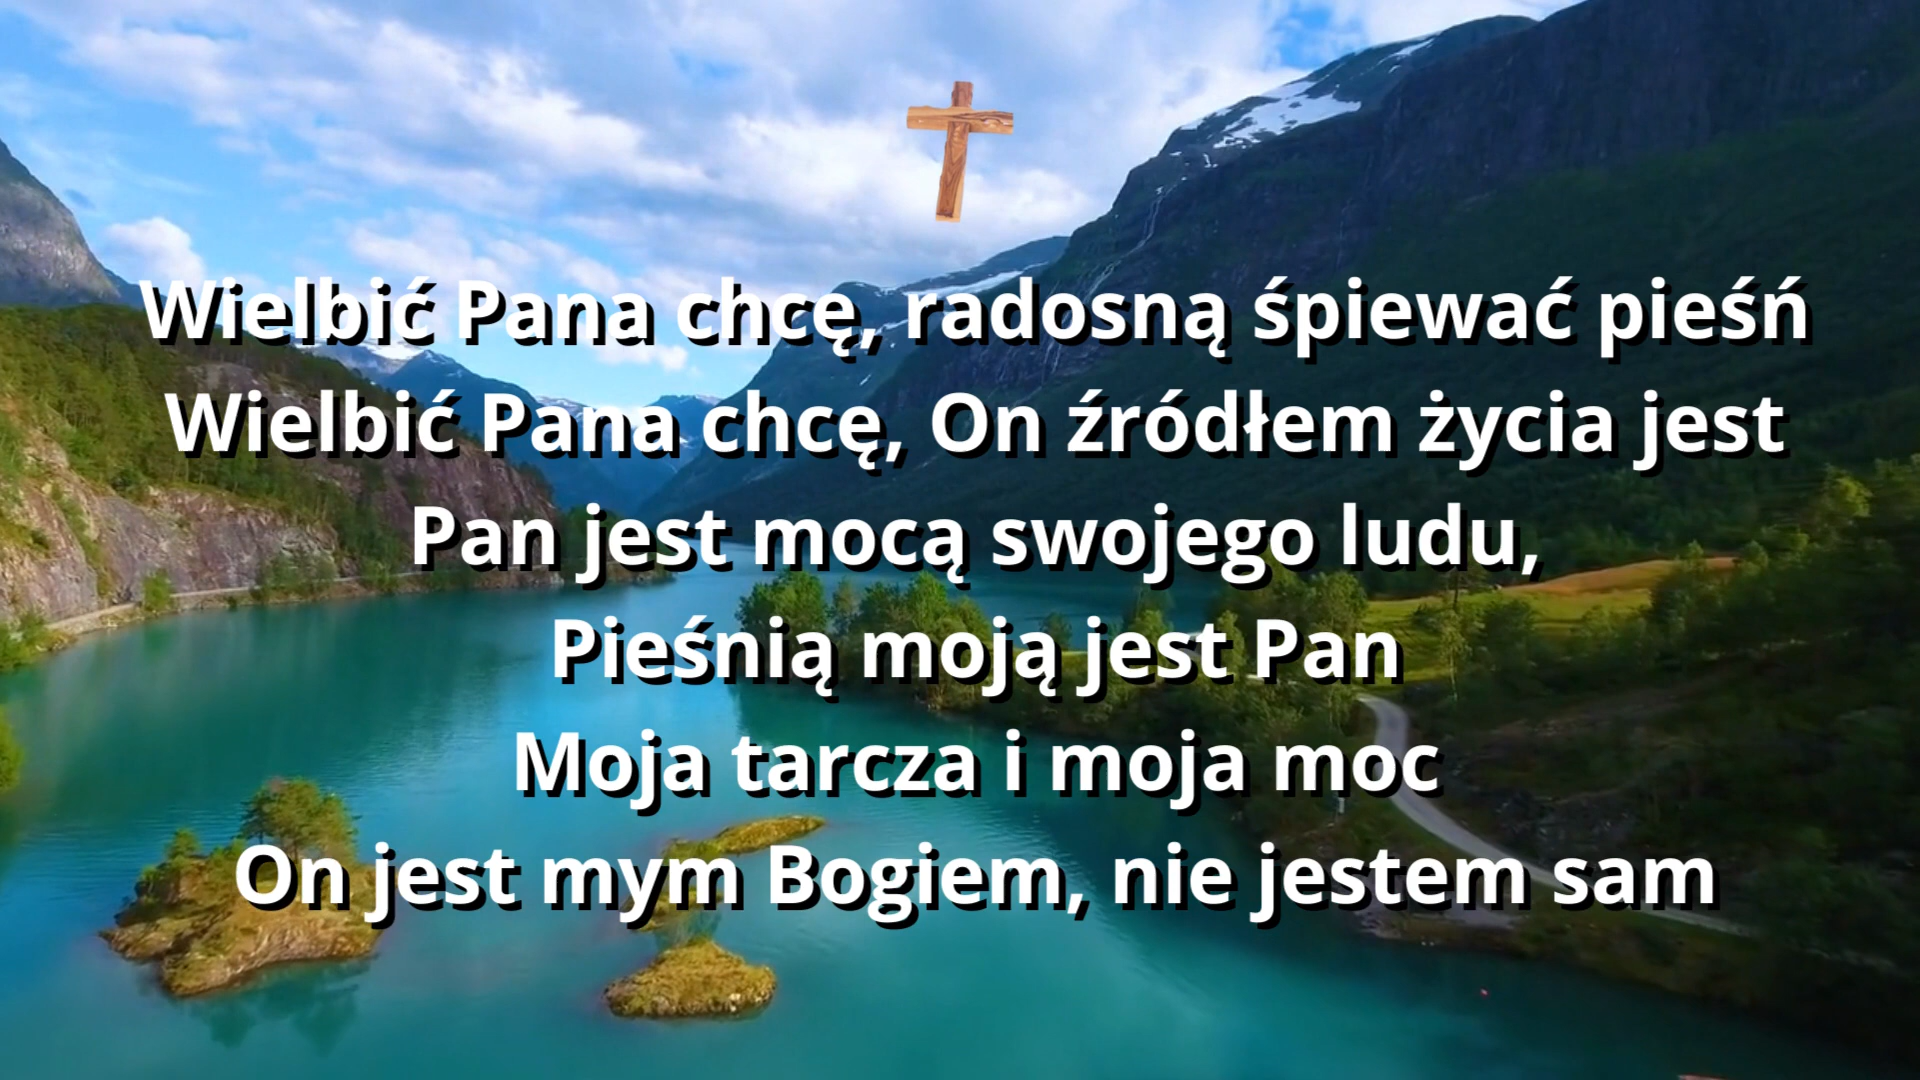 Wielbić Pana chcę, radosną śpiewać pieśń
Wielbić Pana chcę, On źródłem życia jest
Pan jest mocą swojego ludu,
Pieśnią moją jest Pan
Moja tarcza i moja moc
On jest mym Bogiem, nie jestem sam